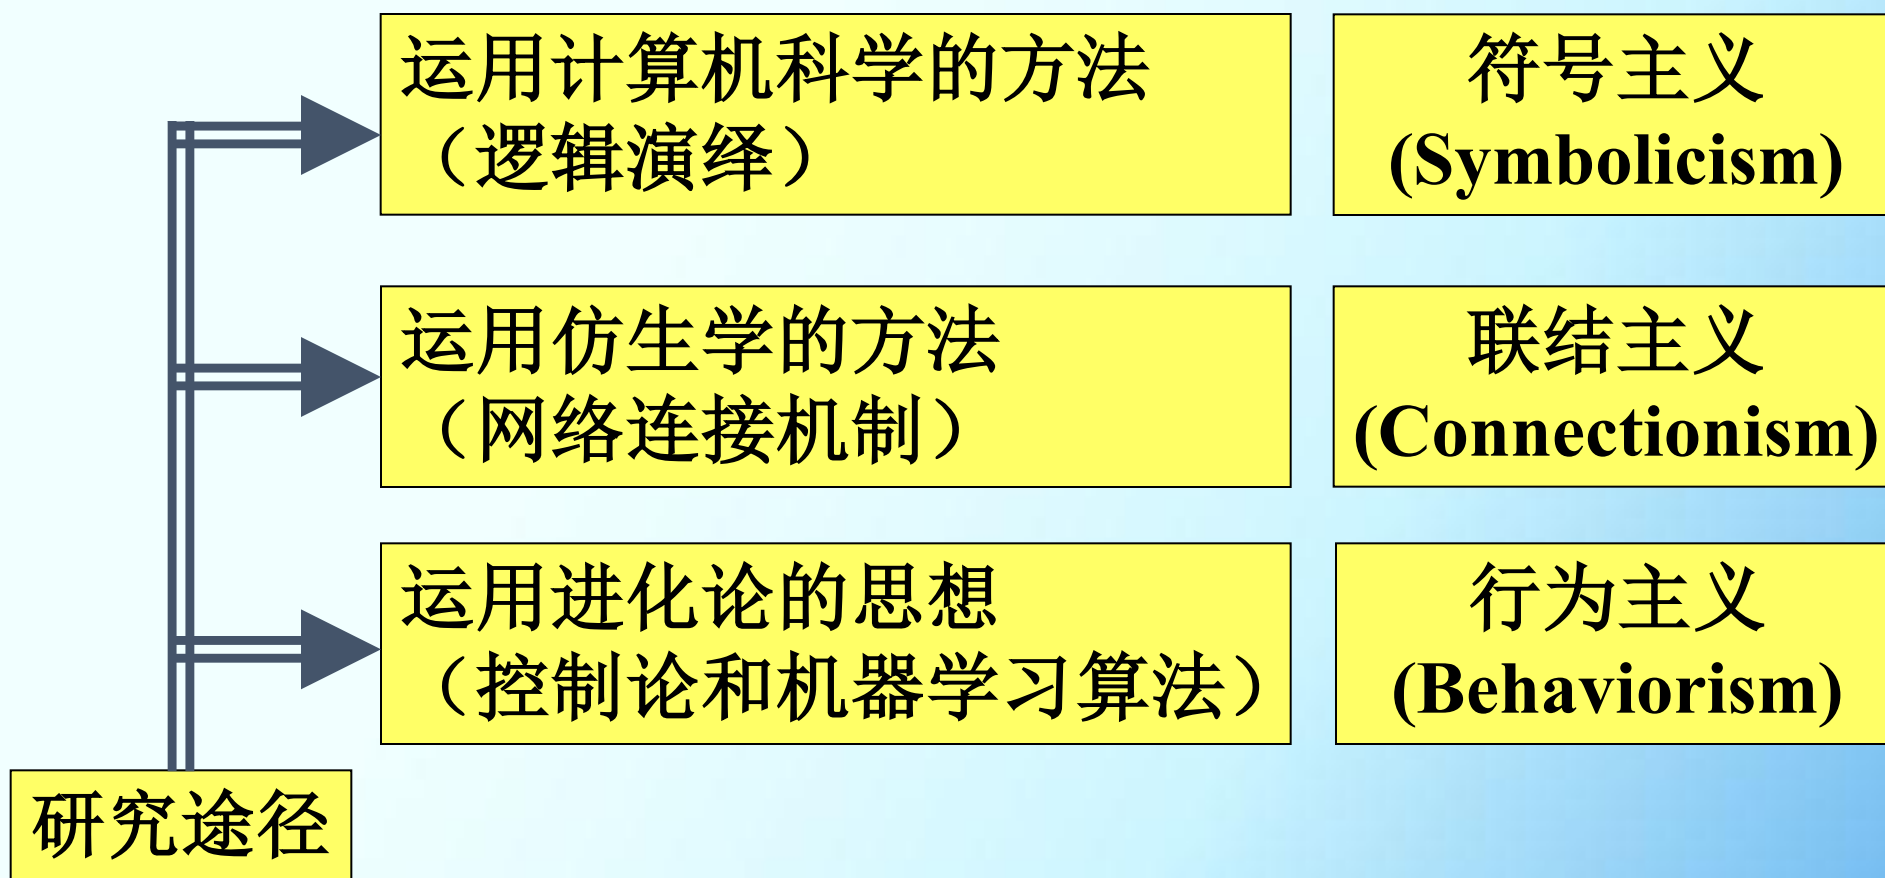 运用计算机科学的方法
（逻辑演绎）
符号主义
(Symbolicism)
运用仿生学的方法
（网络连接机制）
联结主义
(Connectionism)
运用进化论的思想
（控制论和机器学习算法）
行为主义
(Behaviorism)
研究途径